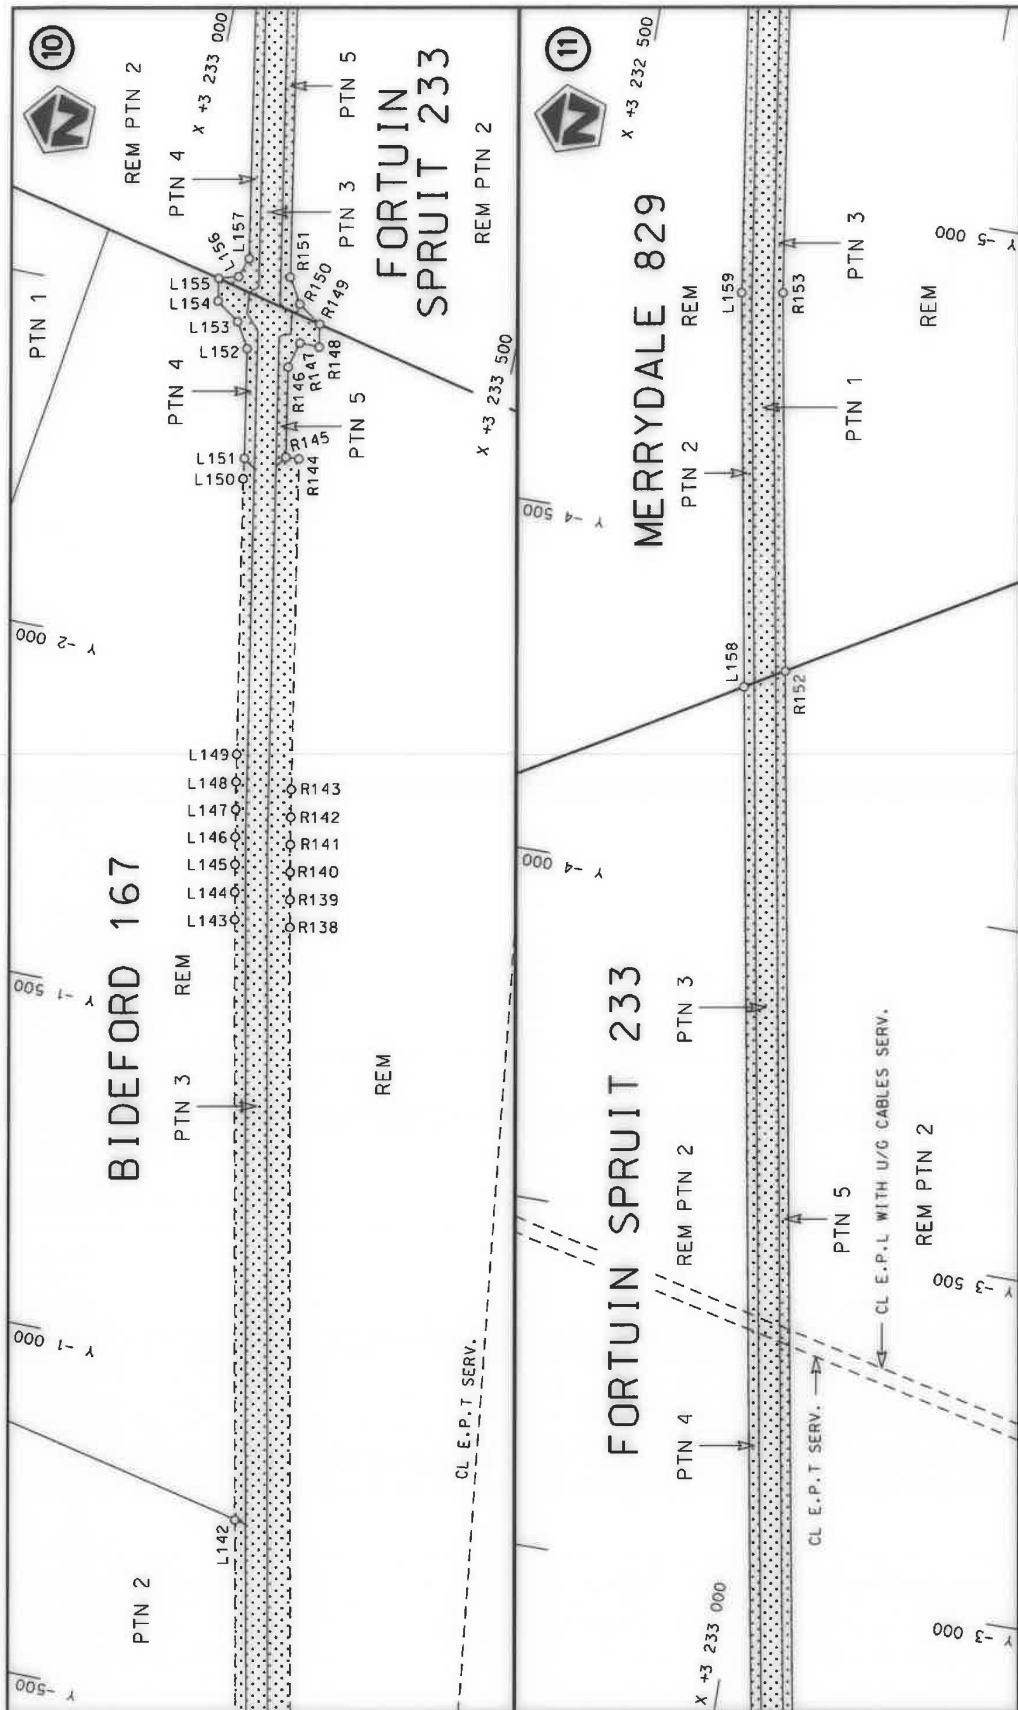 10
N
X +3 233 000
REM PTN 2
PTN 4
PTN 5
PTN 3
FORTUIN
SPRUIT 233
REM PTN 2
PTN 1
L157
L156
L155
L154
L153
L152
R151
R150
R149
R148
R147
R146
PTN 4
PTN 5
X +3 233 500
L151
L150
R145
R144
Y -2 000
L149
L148
L147
L146
L145
L144
L143
R143
R142
R141
R140
R139
R138
BIDEFORD 167
REM
PTN 3
REM
Y -1 500
Y -1 000
CL E.P.T SERV.
L142
PTN 2
Y -500
11
N
X +3 232 500
MERRYDALE 829
REM
L159
R153
PTN 3
REM
Y -5 000
PTN 2
PTN 1
Y -4 500
L158
R152
Y -4 000
FORTUIN SPRUIT 233
PTN 3
REM PTN 2
CL E.P.L WITH U/G CABLES SERV.
PTN 5
REM PTN 2
Y -3 500
PTN 4
CL E.P.T SERV.
X +3 233 000
Y -3 000